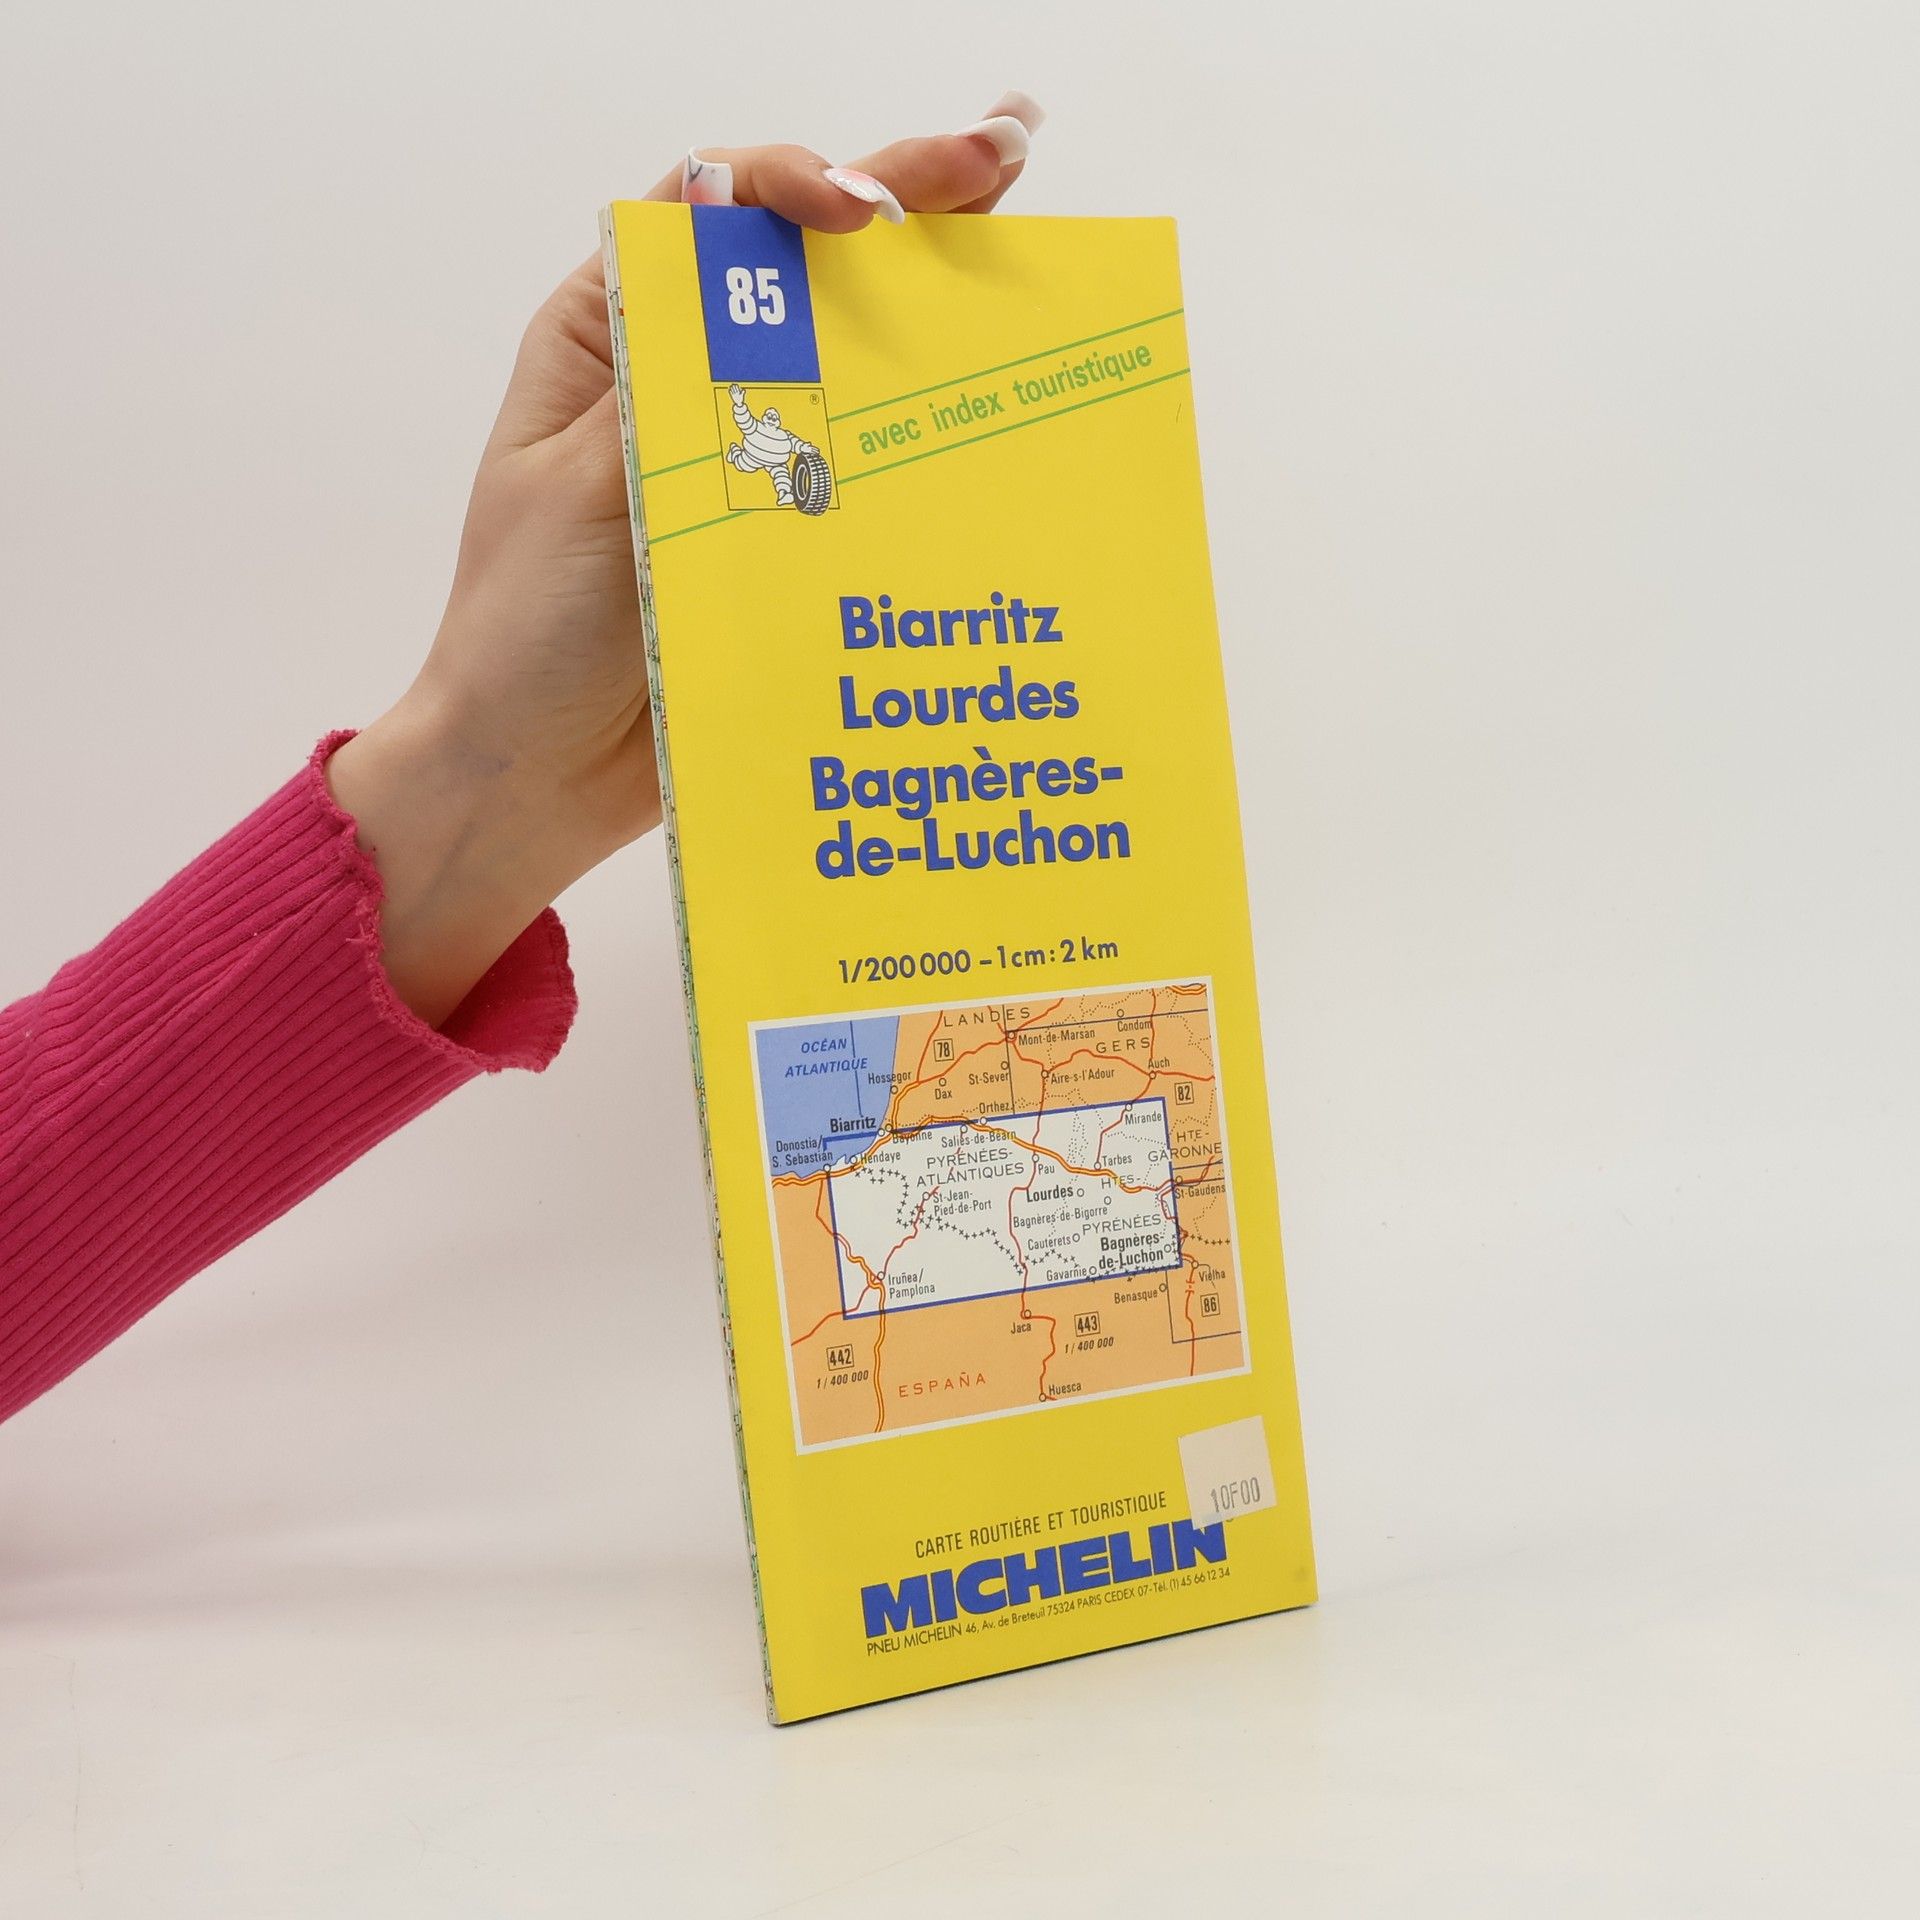 85
®
avec index touristique
Biarritz
Lourdes
Bagnères-
de-Luchon
1/200 000 – 1 cm : 2 km
LANDES
Condom
OCÉAN
ATLANTIQUE
78
Mont-de-Marsan
GERS
Hossegor
Dax
St-Sever
Aire-s-l'Adour
Auch
82
Orthez
Mirande
Biarritz
Bayonne
Salies-de-Béarn
Donostia/
S. Sebastián
Hendaye
PYRÉNÉES-
ATLANTIQUES
Pau
Tarbes
HTE-
GARONNE
St-Jean-
Pied-de-Port
Lourdes
HTES-
St-Gaudens
Bagnères-de-Bigorre
PYRÉNÉES
Cauterets
Bagnères-
de-Luchon
Gavarnie
Iruñea/
Pamplona
Vielha
Benasque
86
Jaca
443
1 / 400 000
442
1 / 400 000
ESPAÑA
Huesca
10F00
CARTE ROUTIÈRE ET TOURISTIQUE
MICHELIN
PNEU MICHELIN 46, Av. de Breteuil 75324 PARIS CEDEX 07 - Tél. (1) 45 66 12 34